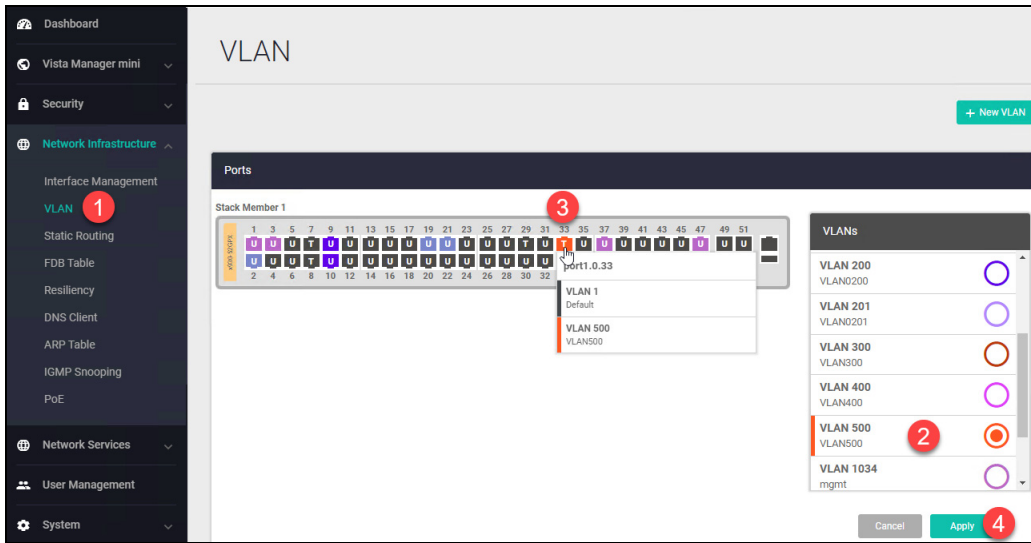 Dashboard
Vista Manager mini
Security
Network Infrastructure
Interface Management
VLAN 1
Static Routing
FDB Table
Resiliency
DNS Client
ARP Table
IGMP Snooping
PoE
Network Services
User Management
System
VLAN
+ New VLAN
Ports
Stack Member 1
3
1 3 5 7 9 11 13 15 17 19 21 23 25 27 29 31 33 35 37 39 41 43 45 47 49 51
U U U T U U U U U U U U U U T U T U U U U U U U U U
U U U T U U U U U U U U U U U U
2 4 6 8 10 12 14 16 18 20 22 24 26 28 30 32
port1.0.33
VLAN 1
Default
VLAN 500
VLAN500
VLANs
VLAN 200
VLAN0200
VLAN 201
VLAN0201
VLAN 300
VLAN300
VLAN 400
VLAN400
VLAN 500
VLAN500
2
VLAN 1034
mgmt
Cancel
Apply 4